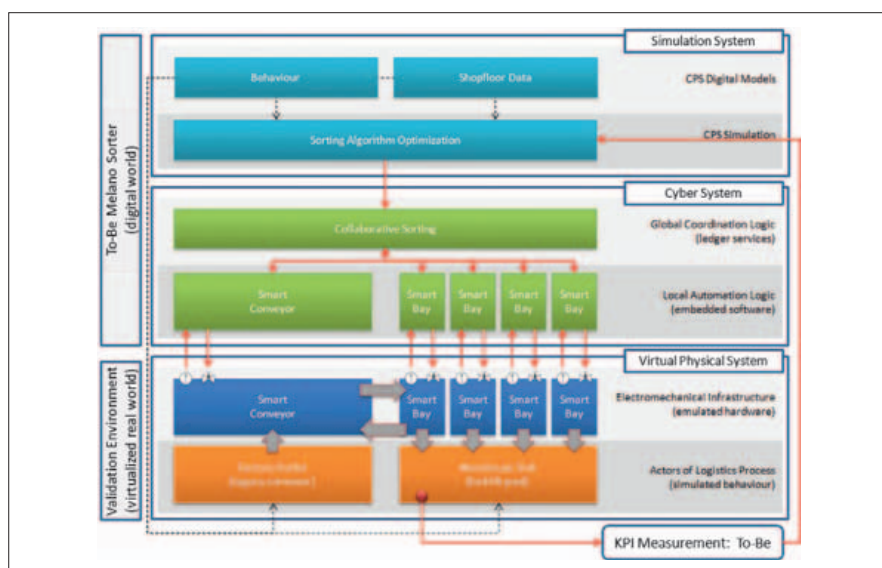 Simulation System
Behaviour
Shopfloor Data
CPS Digital Models
Sorting Algorithm Optimization
CPS Simulation
To-Be Melano Sorter
(digital world)
Cyber System
Collaborative Sorting
Global Coordination Logic
(ledger services)
Smart
Conveyor
Smart
Bay
Smart
Bay
Smart
Bay
Smart
Bay
Local Automation Logic
(embedded software)
Validation Environment
(virtualized real world)
Virtual Physical System
Smart
Conveyor
Smart
Bay
Smart
Bay
Smart
Bay
Smart
Bay
Electromechanical Infrastructure
(emulated hardware)
Actors of Logistics Process
(simulated behaviour)
KPI Measurement: To-Be